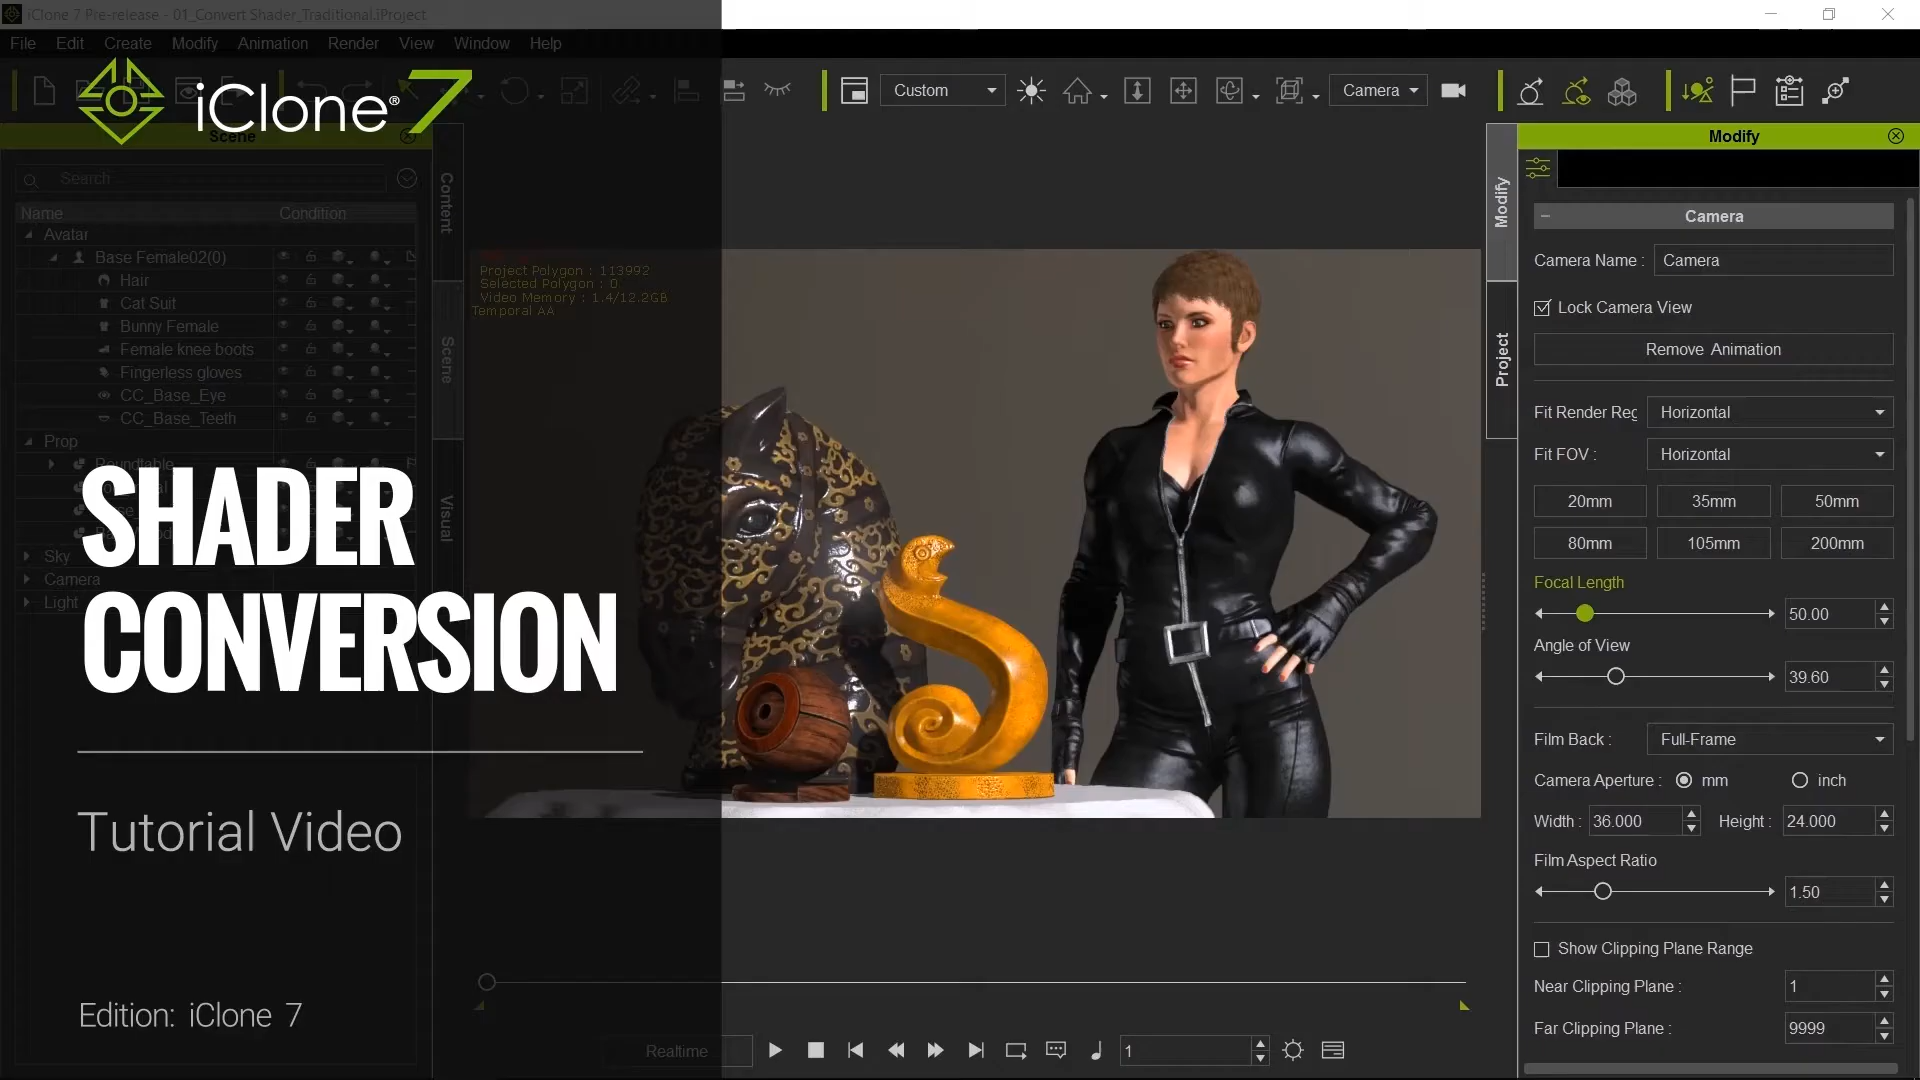 iClone 7 Pre-release - 01_Convert Shader_Traditional.iProject
File Edit Create Modify Animation Render View Window Help
iClone® 7
Custom
Camera
Scene
Search
Name Condition
Avatar
Base Female02(0)
Hair
Cat Suit
Bunny Female
Female knee boots
Fingerless gloves
CC_Base_Eye
CC_Base_Teeth
Prop
Roundtable
Sky
Camera
Light
Content
Scene
Visual
SHADER
CONVERSION
Tutorial Video
Edition: iClone 7
Project Polygon : 113992
Selected Polygon : 0
Video Memory : 1.4/12.2GB
Temporal AA
Realtime
1
Modify
Project
Modify
Camera
Camera Name : Camera
Lock Camera View
Remove Animation
Fit Render Reg Horizontal
Fit FOV : Horizontal
20mm 35mm 50mm
80mm 105mm 200mm
Focal Length
50.00
Angle of View
39.60
Film Back : Full-Frame
Camera Aperture : mm inch
Width : 36.000 Height : 24.000
Film Aspect Ratio
1.50
Show Clipping Plane Range
Near Clipping Plane : 1
Far Clipping Plane : 9999